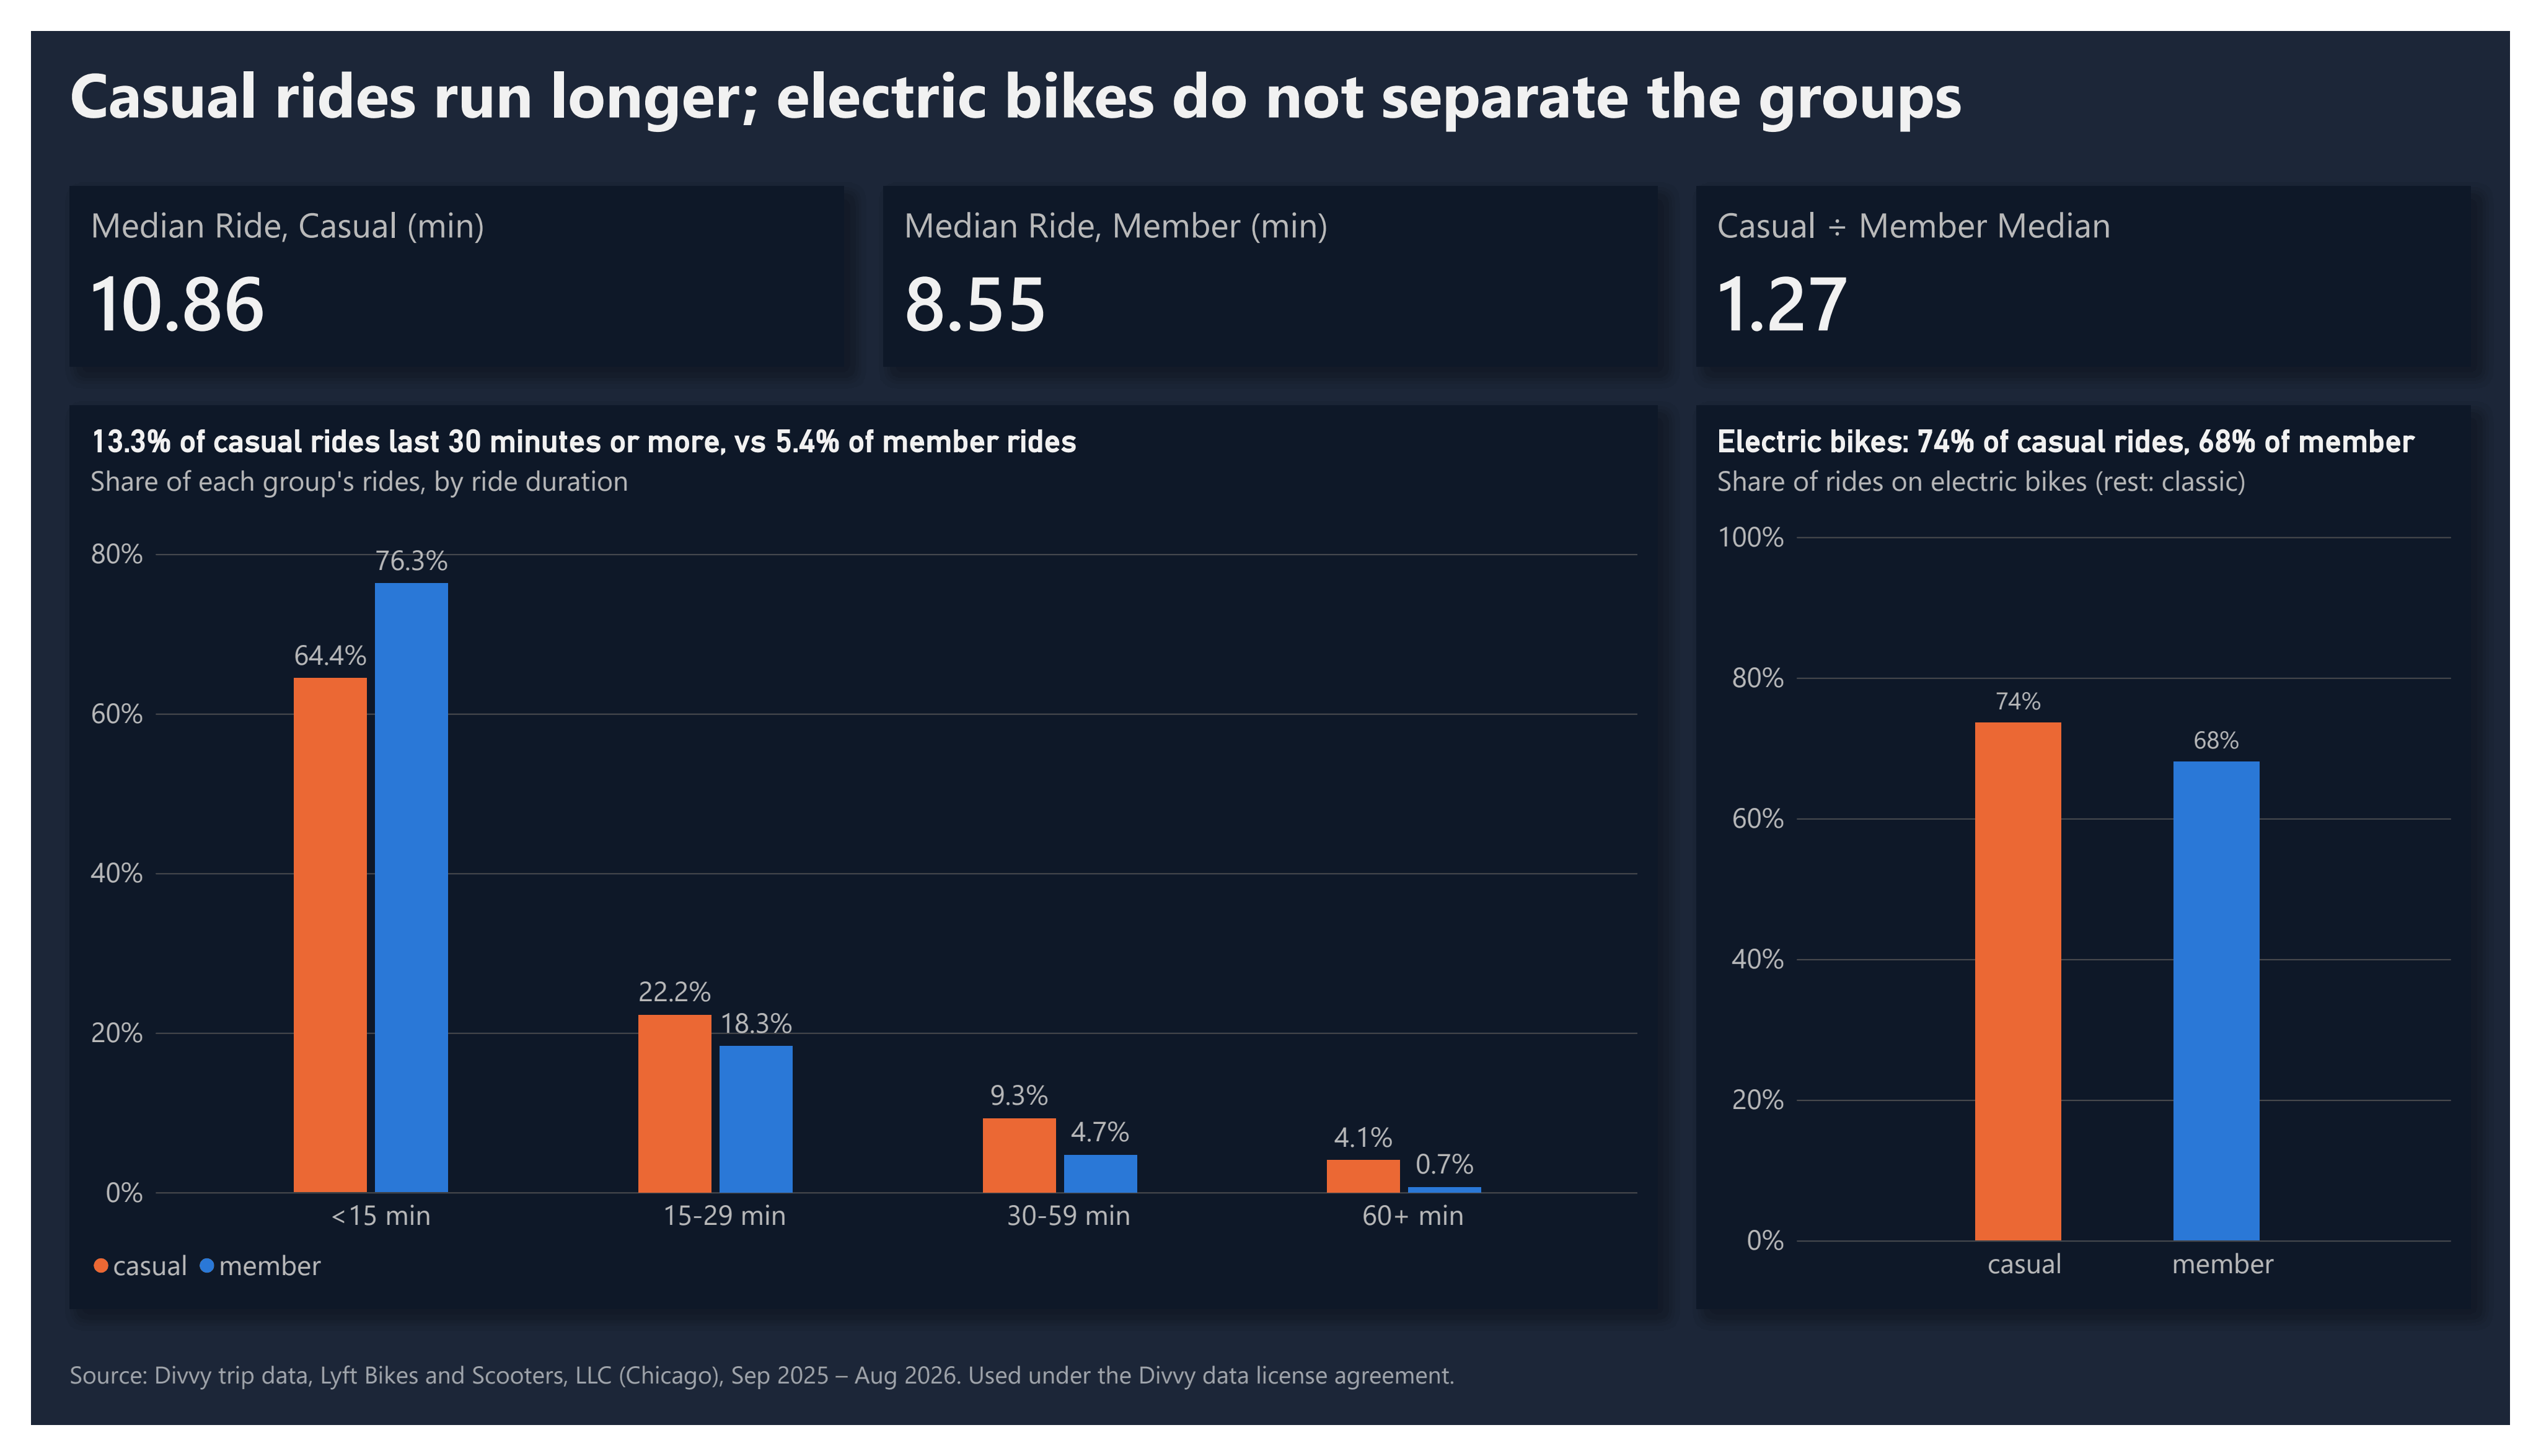 Casual rides run longer; electric bikes do not separate the groups
Median Ride, Casual (min)
10.86
Median Ride, Member (min)
8.55
Casual ÷ Member Median
1.27
13.3% of casual rides last 30 minutes or more, vs 5.4% of member rides
Share of each group's rides, by ride duration
80%
60%
40%
20%
0%
64.4%
76.3%
22.2%
18.3%
9.3%
4.7%
4.1%
0.7%
<15 min
15-29 min
30-59 min
60+ min
casual
member
Electric bikes: 74% of casual rides, 68% of member
Share of rides on electric bikes (rest: classic)
100%
80%
60%
40%
20%
0%
74%
68%
casual
member
Source: Divvy trip data, Lyft Bikes and Scooters, LLC (Chicago), Sep 2025 – Aug 2026. Used under the Divvy data license agreement.